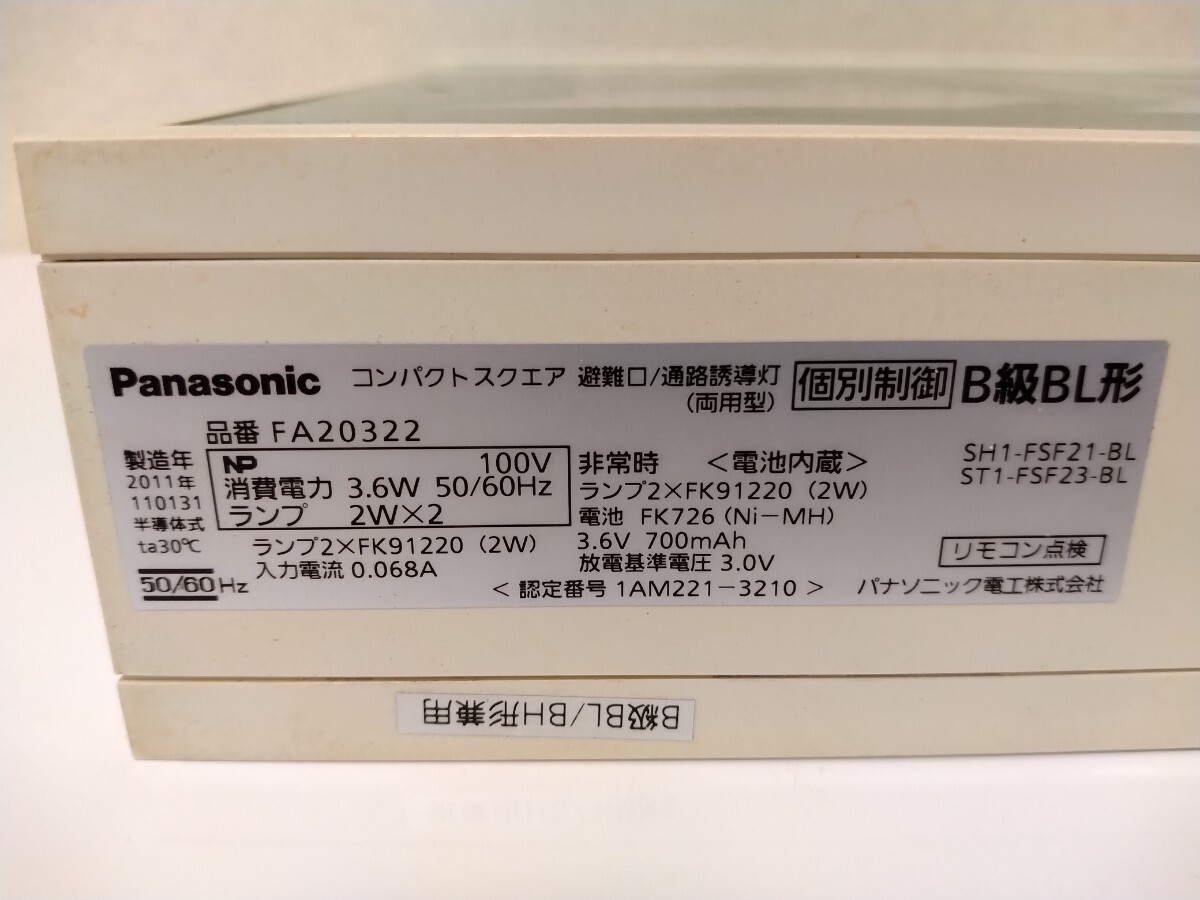 Panasonic コンパクトスクエア 避難口/通路誘導灯 個別制御 B級BL形
(両用型)
品番 FA20322
製造年
2011年
110131
半導体式
ta30℃
50/60Hz
NP 100V
消費電力 3.6W 50/60Hz
ランプ 2W×2
ランプ2×FK91220 (2W)
入力電流 0.068A
非常時 <電池内蔵>
ランプ2×FK91220 (2W)
電池 FK726 (Ni-MH)
3.6V 700mAh
放電基準電圧 3.0V
SH1-FSF21-BL
ST1-FSF23-BL
リモコン点検
< 認定番号 1AM221-3210 > パナソニック電工株式会社
B級BL/BH形兼用